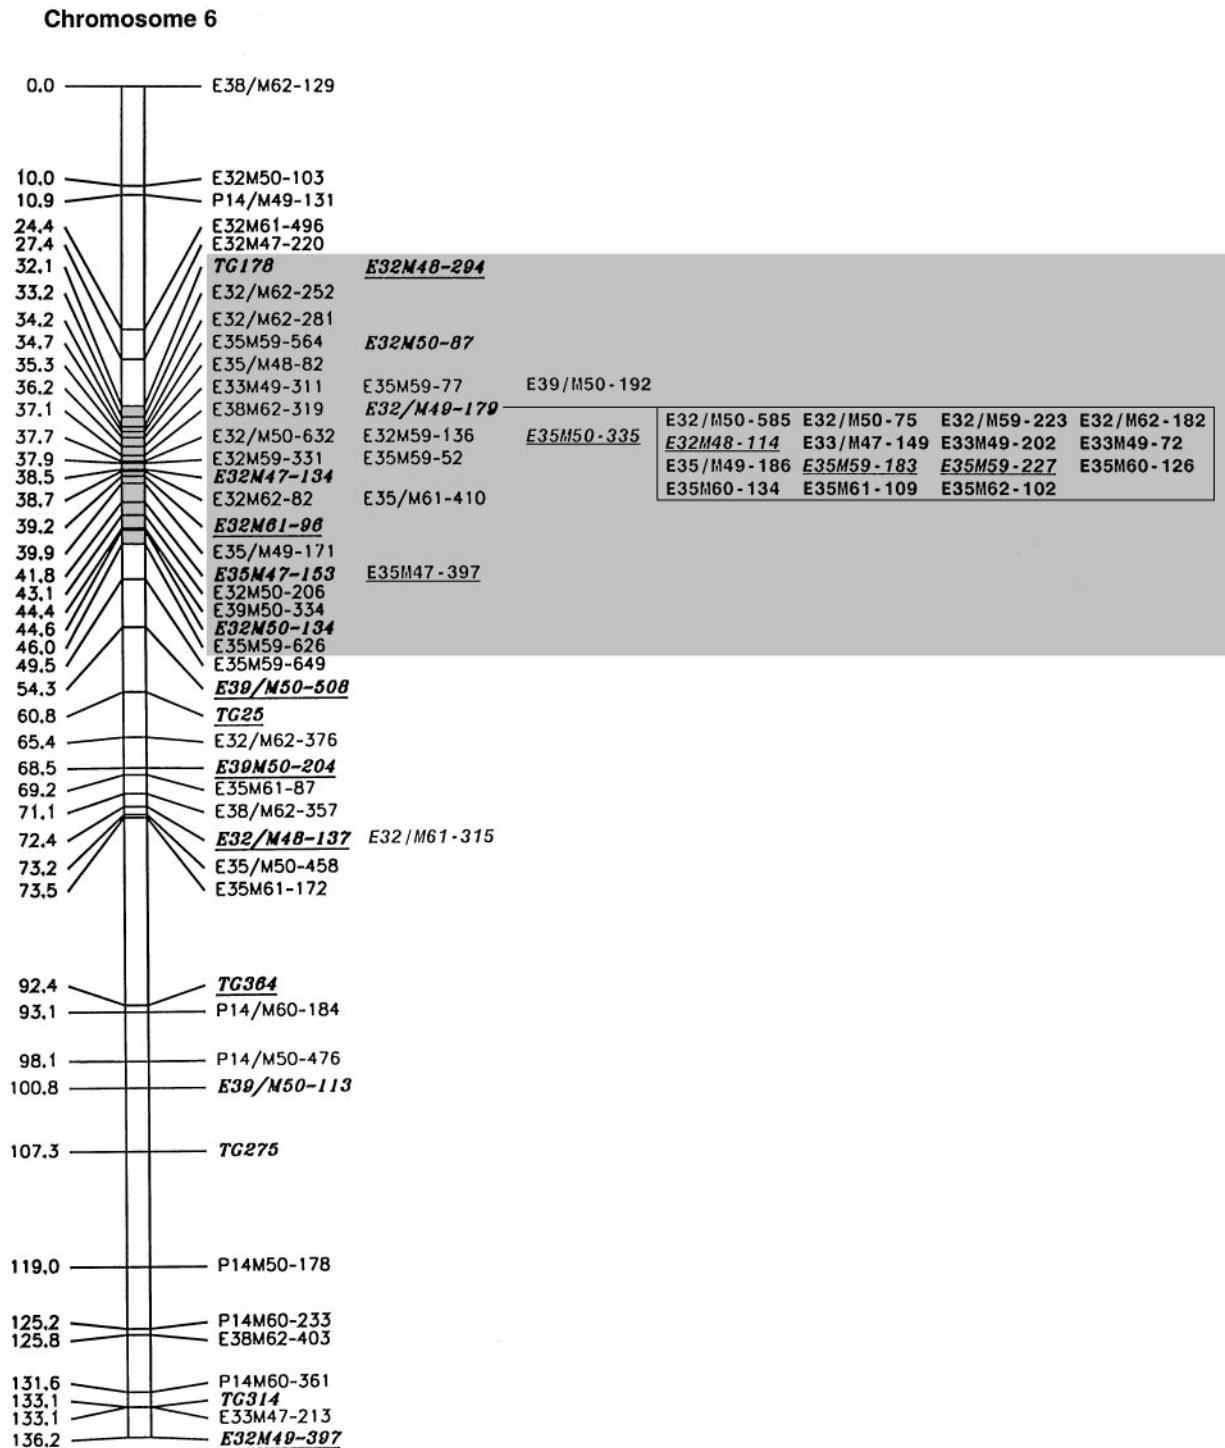 Chromosome 6
0.0 E38/M62-129
10.0 E32M50-103
10.9 P14/M49-131
24.4 E32M61-496
27.4 E32M47-220
32.1 TG178 E32M48-294
33.2 E32/M62-252
34.2 E32/M62-281
34.7 E35M59-564 E32M50-87
35.3 E35/M48-82
36.2 E33M49-311 E35M59-77 E39/M50-192
37.1 E38M62-319 E32/M49-179
E32/M50-585 E32/M50-75 E32/M59-223 E32/M62-182
E32M48-114 E33/M47-149 E33M49-202 E33M49-72
E35/M49-186 E35M59-183 E35M59-227 E35M60-126
E35M60-134 E35M61-109 E35M62-102
37.7 E32/M50-632 E32M59-136 E35M50-335
37.9 E32M59-331 E35M59-52
38.5 E32M47-134
38.7 E32M62-82 E35/M61-410
39.2 E32M61-96
39.9 E35/M49-171
41.8 E35M47-153 E35M47-397
43.1 E32M50-206
44.4 E39M50-334
44.6 E32M50-134
46.0 E35M59-626
49.5 E35M59-649
54.3 E39/M50-508
60.8 TG25
65.4 E32/M62-376
68.5 E39M50-204
69.2 E35M61-87
71.1 E38/M62-357
72.4 E32/M48-137 E32/M61-315
73.2 E35/M50-458
73.5 E35M61-172
92.4 TG364
93.1 P14/M60-184
98.1 P14/M50-476
100.8 E39/M50-113
107.3 TG275
119.0 P14M50-178
125.2 P14M60-233
125.8 E38M62-403
131.6 P14M60-361
133.1 TG314
133.1 E33M47-213
136.2 E32M49-397